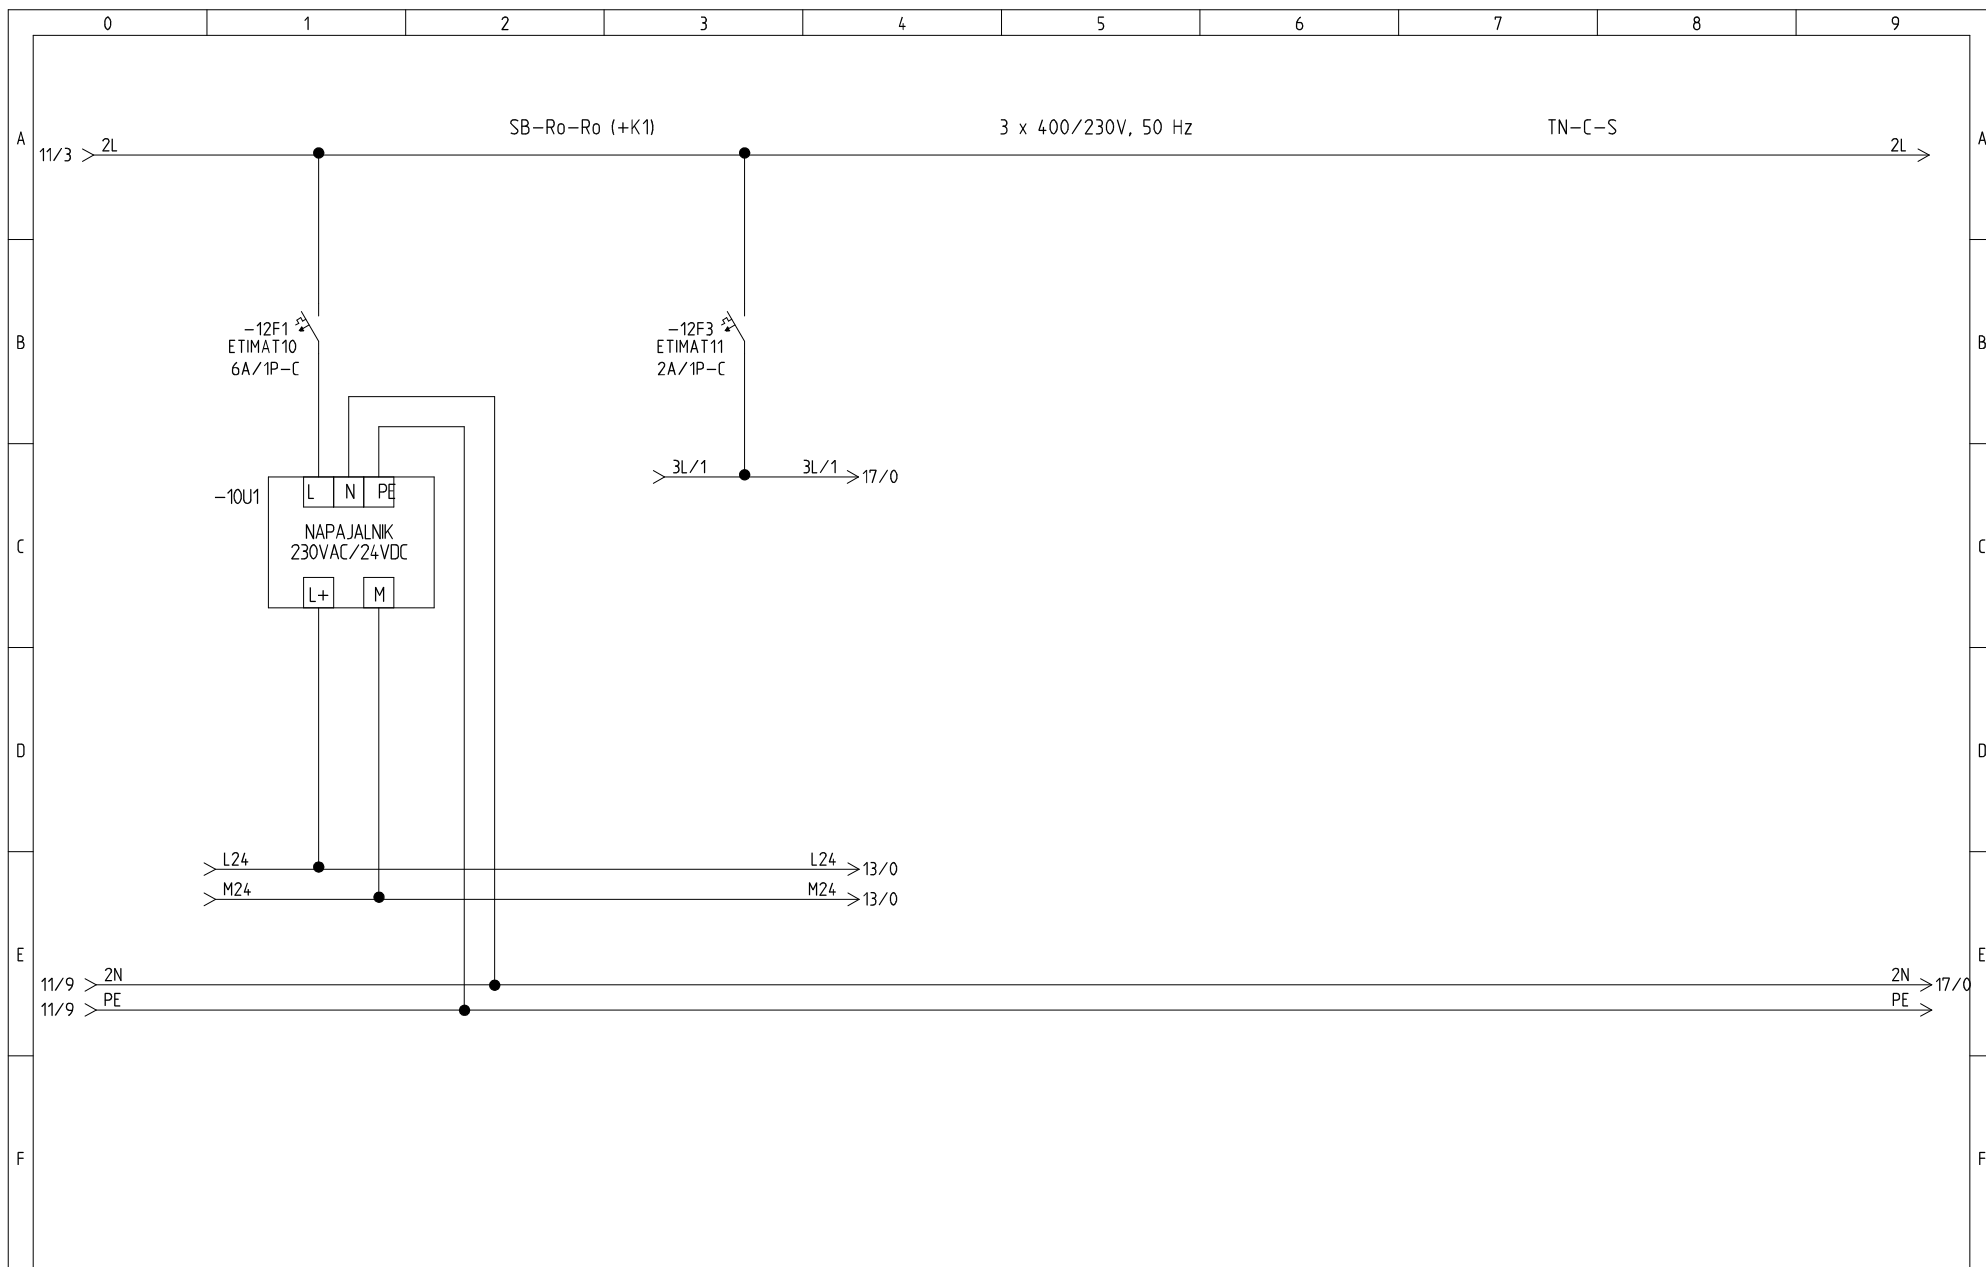 0 1 2 3 4 5 6 7 8 9
SB-Ro-Ro (+K1) 3 x 400/230V, 50 Hz TN-C-S
A A
11/3 2L 2L
-12F1 -12F3
ETIMAT10 ETIMAT11
B B
6A/1P-C 2A/1P-C
3L/1 3L/1 17/0
-10U1 L N PE
NAPAJALNIK
230VAC/24VDC
C C
L+ M
D D
L24 L24 13/0
M24 M24 13/0
E E
11/9 2N 2N 17/0
11/9 PE PE
F F